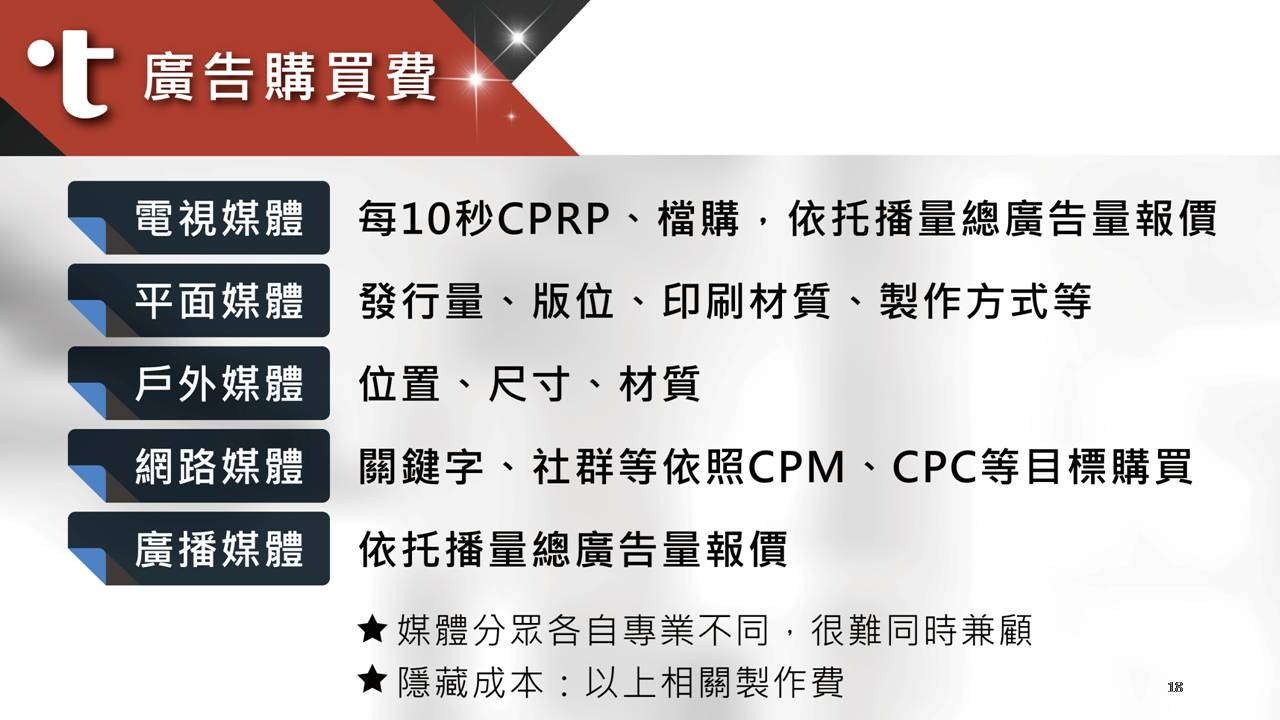 t 廣告購買費
電視媒體 每10秒CPRP、檔購，依托播量總廣告量報價
平面媒體 發行量、版位、印刷材質、製作方式等
戶外媒體 位置、尺寸、材質
網路媒體 關鍵字、社群等依照CPM、CPC等目標購買
廣播媒體 依托播量總廣告量報價
★媒體分眾各自專業不同，很難同時兼顧
★隱藏成本：以上相關製作費
18